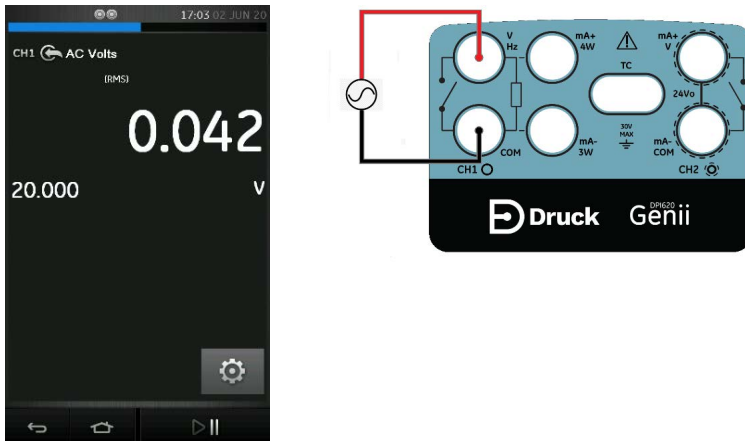 17:03 02 JUN 20
CH1 AC Volts
(RMS)
0.042
20.000 V
V
Hz
mA+
4W
TC
mA+
V
24Vo
COM
mA-
3W
30V
MAX
mA-
COM
CH1
CH2
Druck
DPI620
Genii